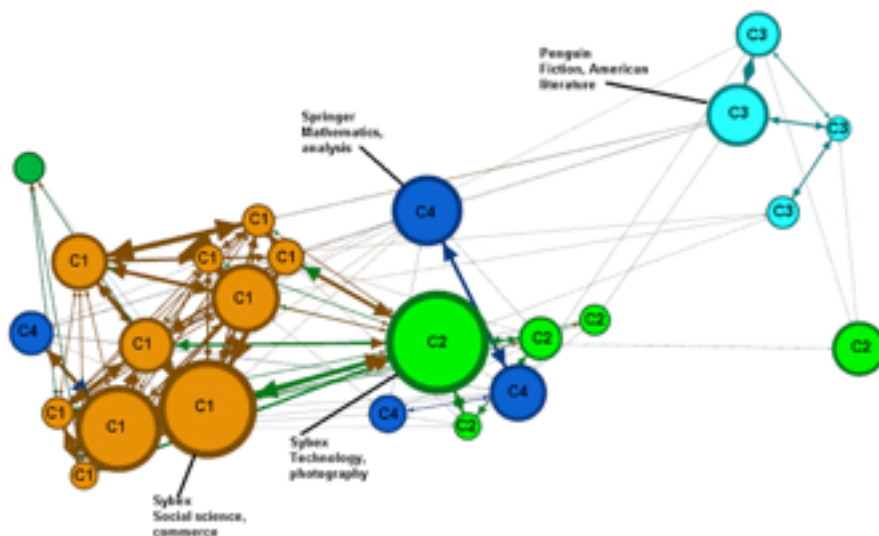 C3
Penguin
Fiction, American
literature
C3
C3
C3
Springer
Mathematics,
analysis
C4
C1
C1
C1
C1
C1
C4
C1
C2
C2
C2
C2
C1
C1
C1
C4
C4
C2
C1
Sybex
Technology,
photography
Sybex
Social science,
commerce